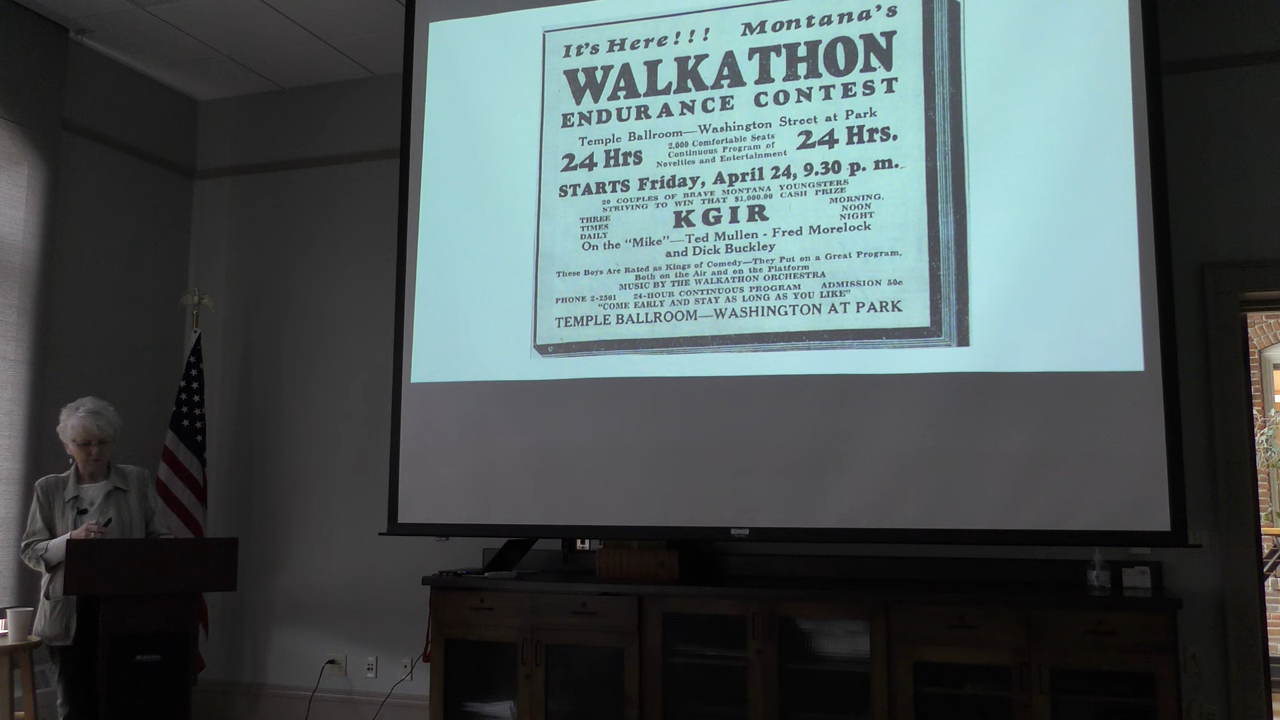 It's Here!!! Montana's
WALKATHON
ENDURANCE CONTEST
Temple Ballroom—Washington Street at Park
24 Hrs
2,000 Comfortable Seats
Continuous Program of
Novelties and Entertainment
24 Hrs.
STARTS Friday, April 24, 9.30 p. m.
20 COUPLES OF BRAVE MONTANA YOUNGSTERS
STRIVING TO WIN THAT $1,000.00 CASH PRIZE
THREE
TIMES
DAILY
KGIR
MORNING,
NOON
NIGHT
On the "Mike"—Ted Mullen - Fred Morelock
and Dick Buckley
These Boys Are Rated as Kings of Comedy—They Put on a Great Program,
Both on the Air and on the Platform
MUSIC BY THE WALKATHON ORCHESTRA
PHONE 2-2561 24-HOUR CONTINUOUS PROGRAM ADMISSION 50c
"COME EARLY AND STAY AS LONG AS YOU LIKE"
TEMPLE BALLROOM—WASHINGTON AT PARK